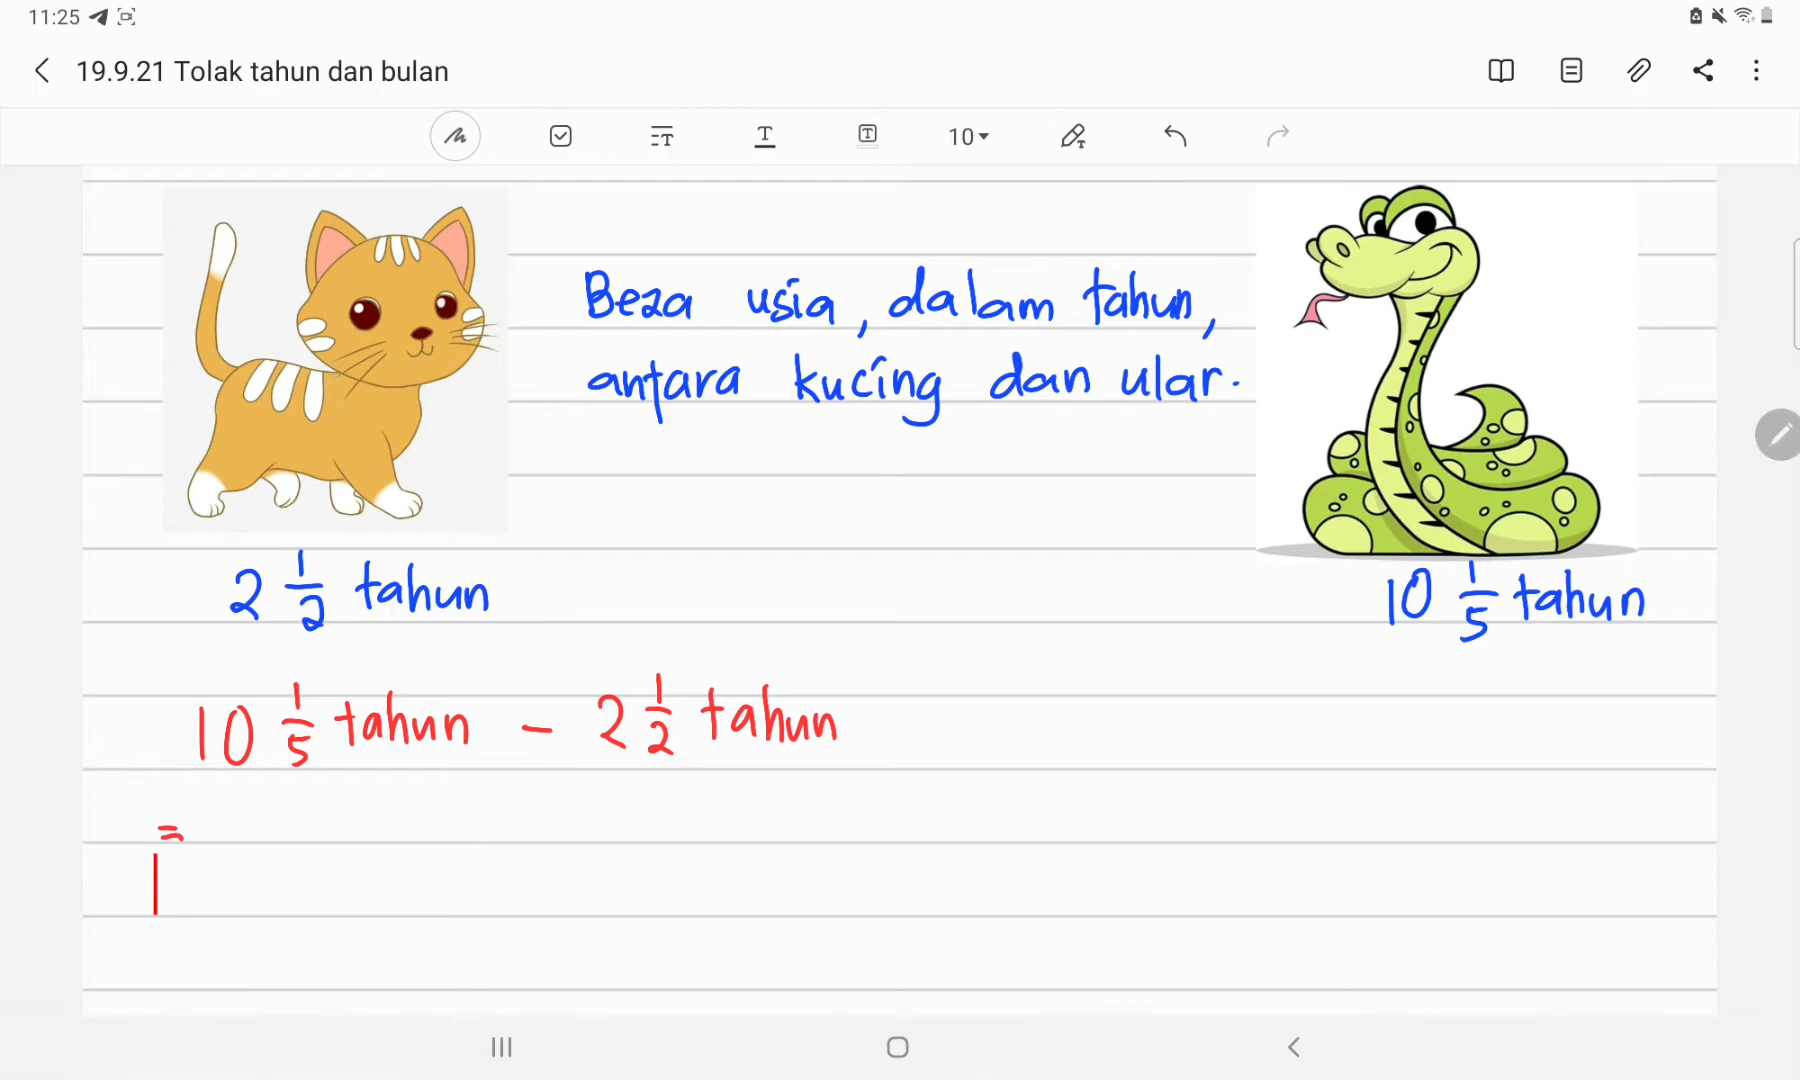 11:25
19.9.21 Tolak tahun dan bulan
10
Beza usia, dalam tahun,
antara kucing dan ular.
2 1/2 tahun
10 1/5 tahun
10 1/5 tahun - 2 1/2 tahun
=